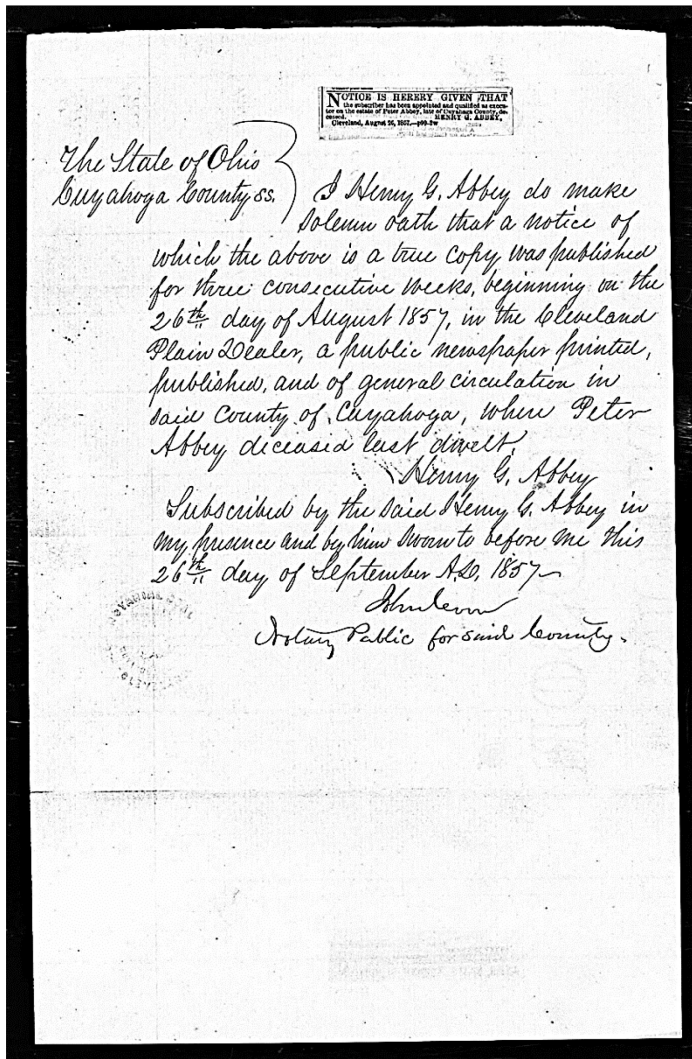 NOTICE IS HEREBY GIVEN THAT
the subscriber has been appointed and qualified as execu-
tor on the estate of Peter Abbey, late of Cuyahoga County, de-
ceased. HENRY G. ABBEY,
Cleveland, August 26, 1857.
The State of Ohio
Cuyahoga County ss.
I Henry G. Abbey do make
solemn oath that a notice of
which the above is a true copy, was published
for three consecutive weeks, beginning on the
26th day of August 1857, in the Cleveland
Plain Dealer, a public newspaper printed,
published, and of general circulation in
said County of Cuyahoga, where Peter
Abbey deceased last dwelt.
Henry G. Abbey
Subscribed by the said Henry G. Abbey in
my presence and by him sworn to before me this
26th day of September A.D. 1857
John
Notary Public for said County.